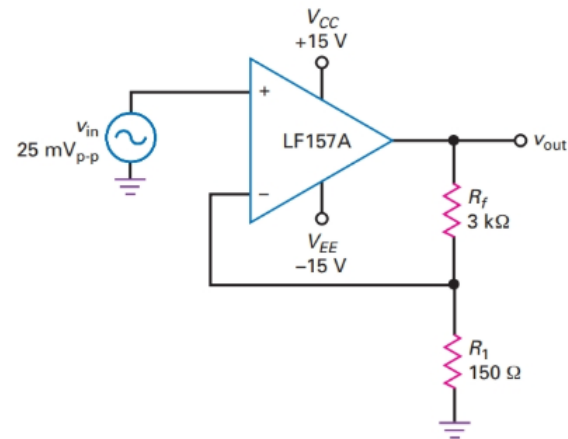 VCC
+15 V
+
vin
25 mVp-p
LF157A
vout
−
Rf
3 kΩ
VEE
−15 V
R1
150 Ω